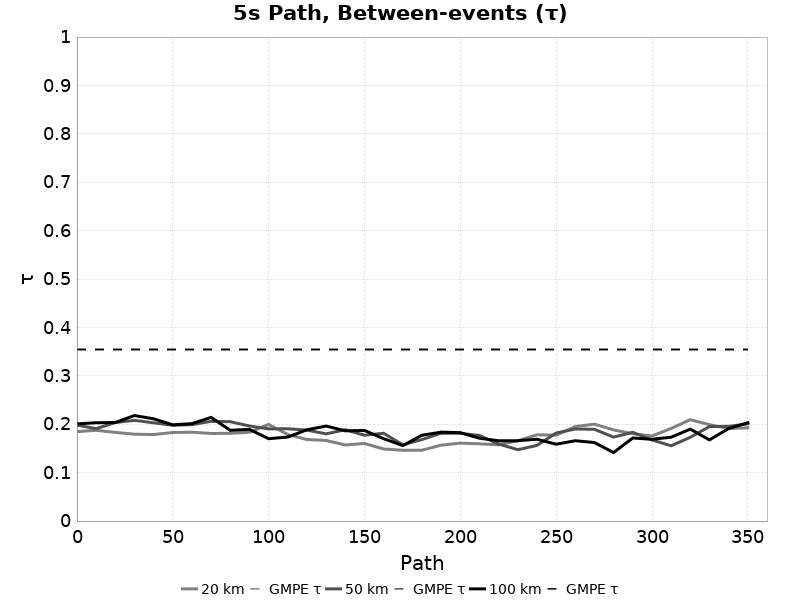 5s Path, Between-events (τ)
1
0.9
0.8
0.7
0.6
0.5
0.4
0.3
0.2
0.1
0
τ
0 50 100 150 200 250 300 350
Path
20 km GMPE τ 50 km GMPE τ 100 km GMPE τ